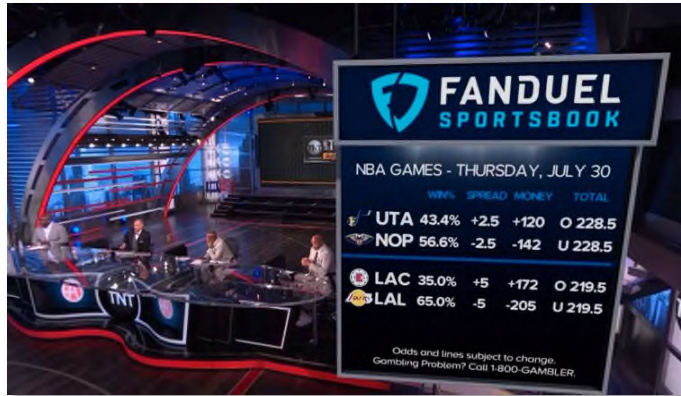 FANDUEL
SPORTSBOOK
NBA GAMES - THURSDAY, JULY 30
WIN% SPREAD MONEY TOTAL
UTA 43.4% +2.5 +120 O 228.5
NOP 56.6% -2.5 -142 U 228.5
LAC 35.0% +5 +172 O 219.5
LAL 65.0% -5 -205 U 219.5
Odds and lines subject to change.
Gambling Problem? Call 1-800-GAMBLER.
TNT